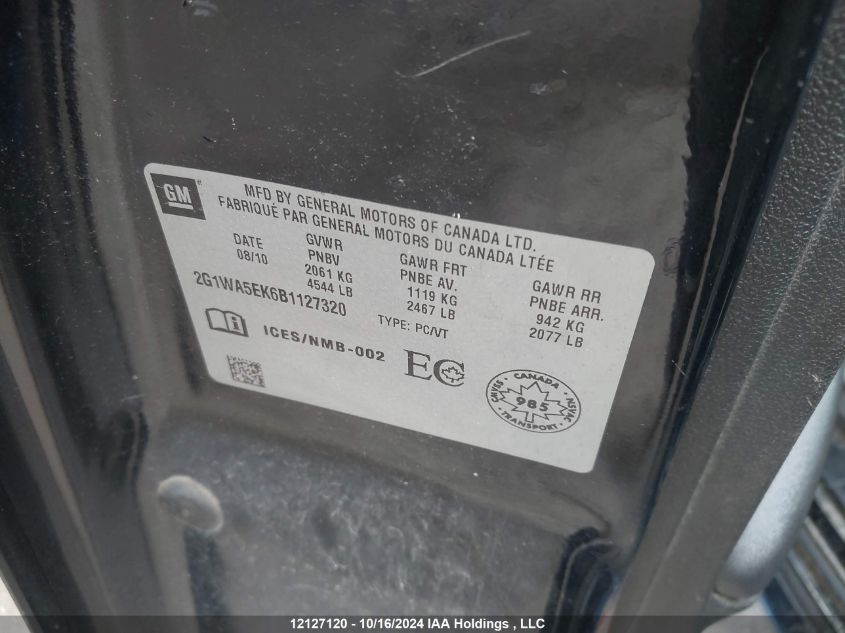 GM
MFD BY GENERAL MOTORS OF CANADA LTD.
FABRIQUÉ PAR GENERAL MOTORS DU CANADA LTÉE
DATE
08/10
GVWR
PNBV
2061 KG
4544 LB
GAWR FRT
PNBE AV.
1119 KG
2467 LB
GAWR RR
PNBE ARR.
942 KG
2077 LB
2G1WA5EK6B1127320
TYPE: PC/VT
ICES/NMB-002
EC
CANADA
CMVSS
985
NSVAC
TRANSPORT
12127120 - 10/16/2024 IAA Holdings , LLC